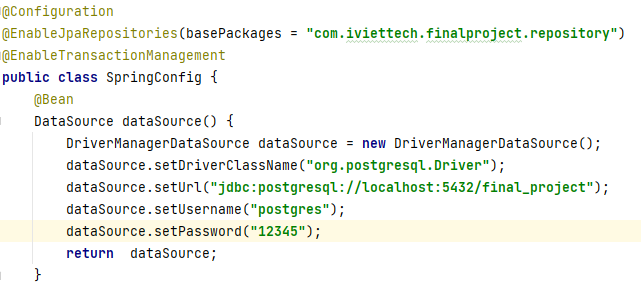 @Configuration
@EnableJpaRepositories(basePackages = "com.iviettech.finalproject.repository")
@EnableTransactionManagement
public class SpringConfig {
    @Bean
    DataSource dataSource() {
        DriverManagerDataSource dataSource = new DriverManagerDataSource();
        dataSource.setDriverClassName("org.postgresql.Driver");
        dataSource.setUrl("jdbc:postgresql://localhost:5432/final_project");
        dataSource.setUsername("postgres");
        dataSource.setPassword("12345");
        return  dataSource;
    }